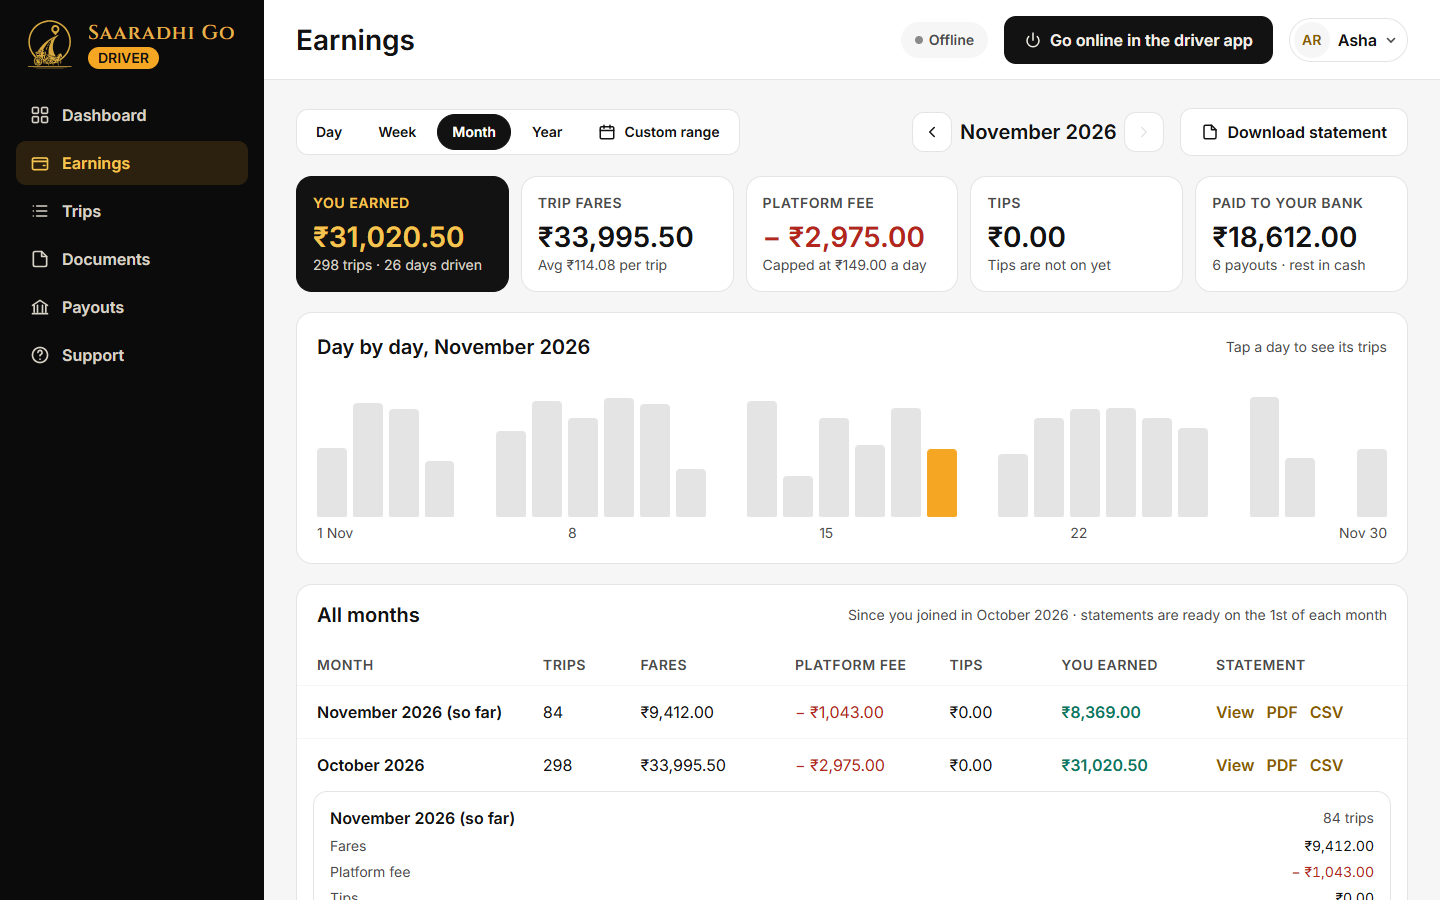 SAARADHI GO
DRIVER
Dashboard
Earnings
Trips
Documents
Payouts
Support
Earnings
Offline
Go online in the driver app
AR
Asha
Day
Week
Month
Year
Custom range
November 2026
Download statement
YOU EARNED
₹31,020.50
298 trips · 26 days driven
TRIP FARES
₹33,995.50
Avg ₹114.08 per trip
PLATFORM FEE
− ₹2,975.00
Capped at ₹149.00 a day
TIPS
₹0.00
Tips are not on yet
PAID TO YOUR BANK
₹18,612.00
6 payouts · rest in cash
Day by day, November 2026
Tap a day to see its trips
1 Nov
8
15
22
Nov 30
All months
Since you joined in October 2026 · statements are ready on the 1st of each month
MONTH TRIPS FARES PLATFORM FEE TIPS YOU EARNED STATEMENT
November 2026 (so far) 84 ₹9,412.00 − ₹1,043.00 ₹0.00 ₹8,369.00 View PDF CSV
October 2026 298 ₹33,995.50 − ₹2,975.00 ₹0.00 ₹31,020.50 View PDF CSV
November 2026 (so far) 84 trips
Fares ₹9,412.00
Platform fee − ₹1,043.00
Tips ₹0.00